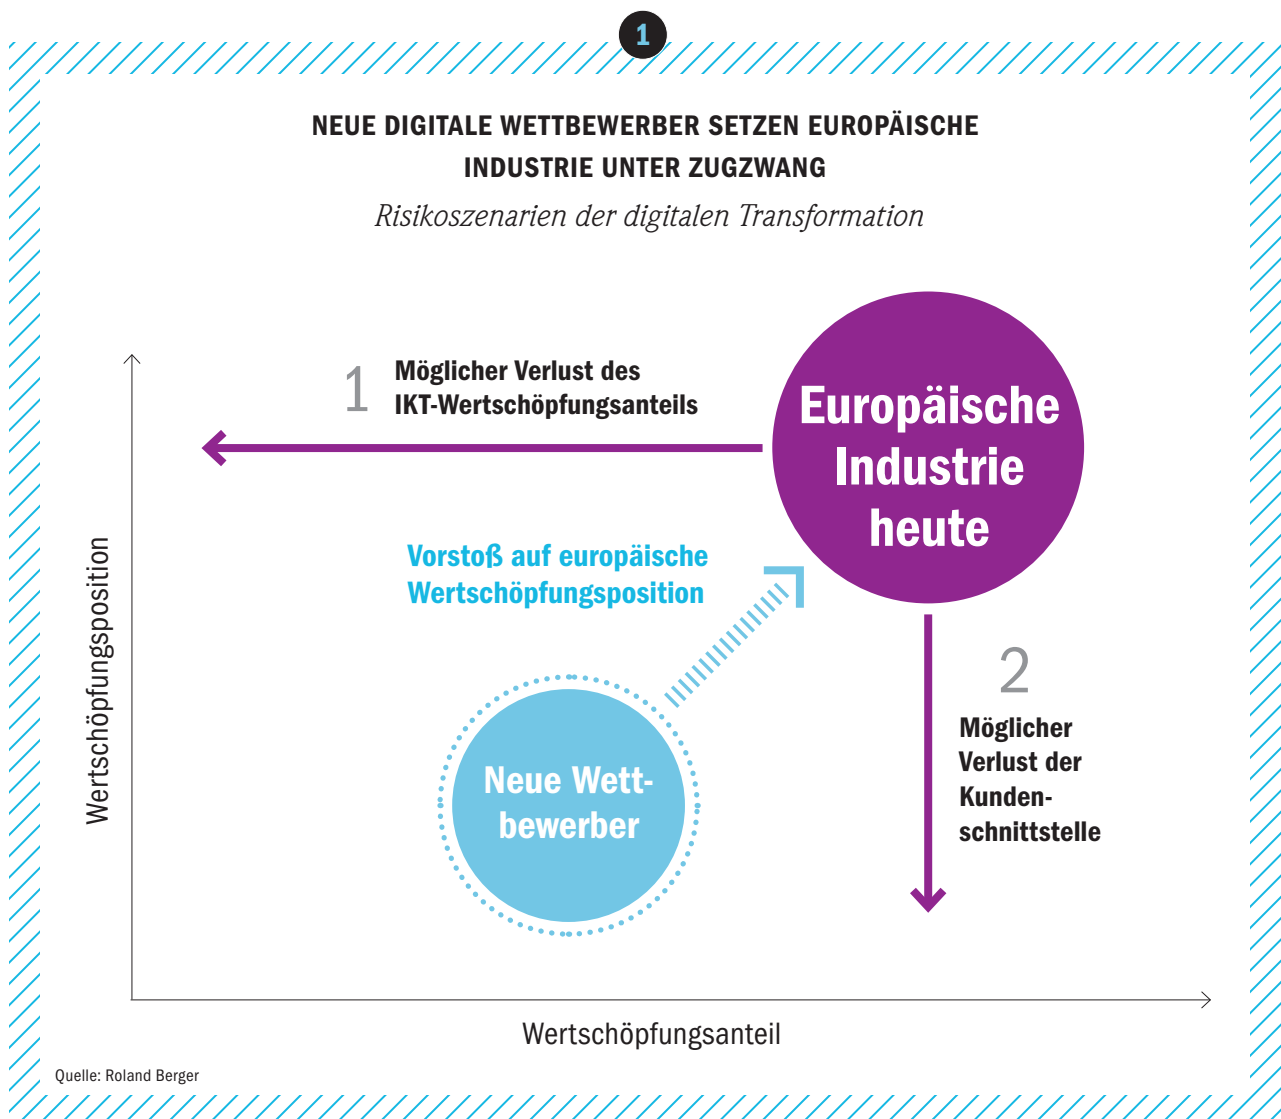 1
NEUE DIGITALE WETTBEWERBER SETZEN EUROPÄISCHE
INDUSTRIE UNTER ZUGZWANG
Risikoszenarien der digitalen Transformation
1
Möglicher Verlust des
IKT-Wertschöpfungsanteils
Europäische
Industrie
heute
Vorstoß auf europäische
Wertschöpfungsposition
2
Möglicher
Verlust der
Kunden-
schnittstelle
Neue Wett-
bewerber
Wertschöpfungsposition
Wertschöpfungsanteil
Quelle: Roland Berger